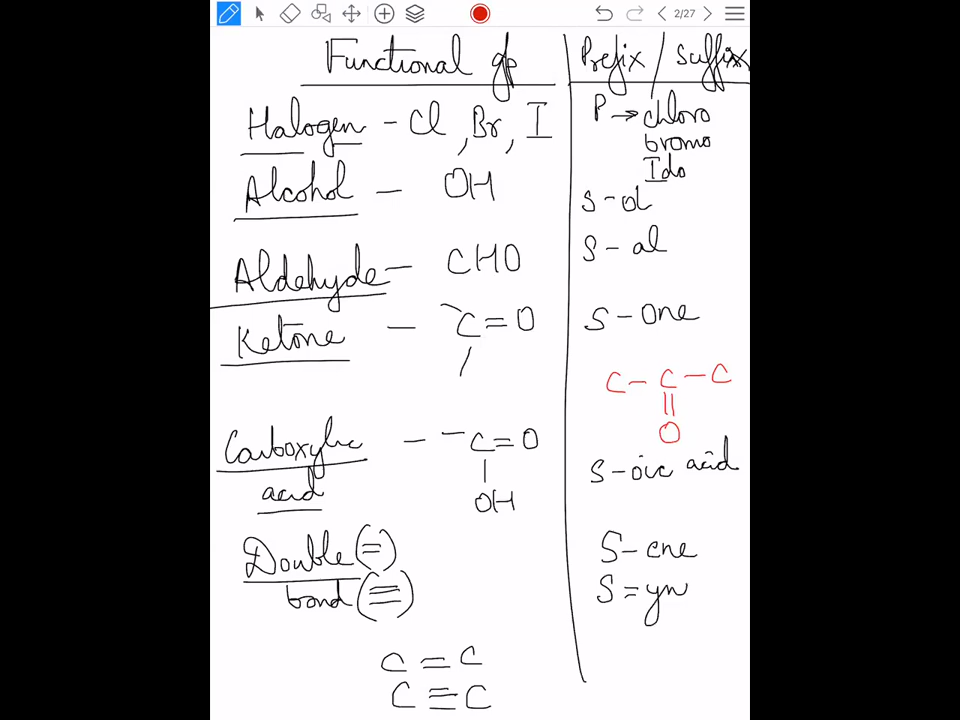 2/27
Functional gp Prefix / Suffix
Halogen - Cl, Br, I P → chloro
bromo
Ido
Alcohol - OH S - ol
Aldehyde - CHO S - al
Ketone - C=O S - one
C - C - C
||
O
Carboxylic acid - - C=O S - oic acid
|
OH
Double (=) S - ene
bond (≡) S = yn
C = C
C ≡ C